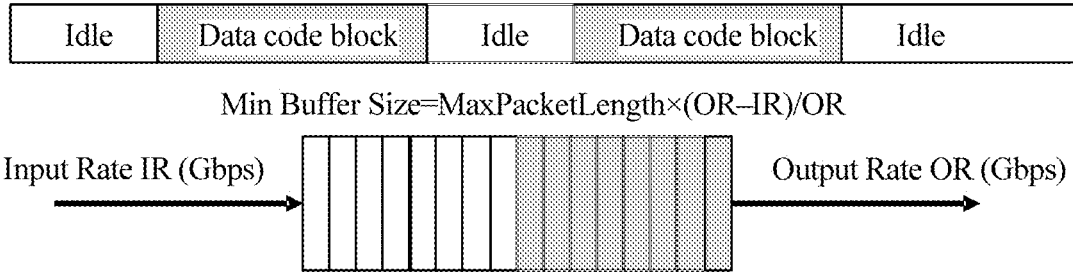 Idle Data code block Idle Data code block Idle
Min Buffer Size=MaxPacketLength×(OR–IR)/OR
Input Rate IR (Gbps) Output Rate OR (Gbps)